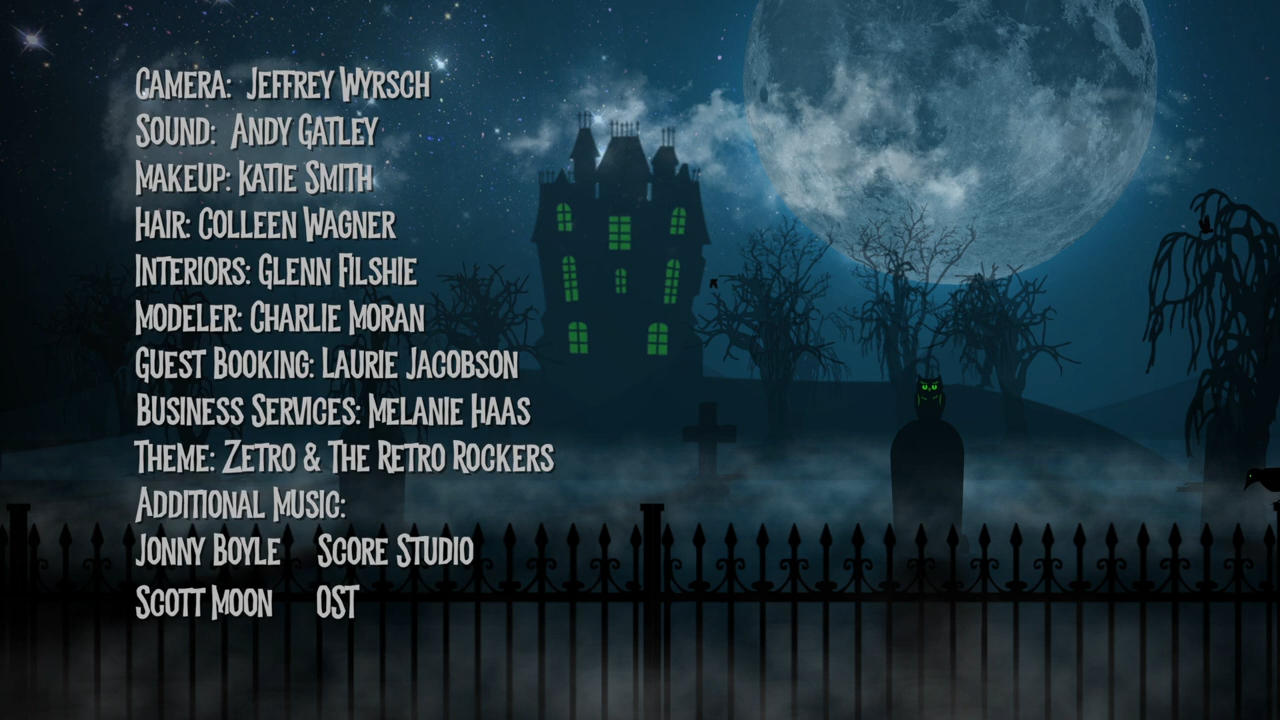 CAMERA: JEFFREY WYRSCH
SOUND: ANDY GATLEY
MAKEUP: KATIE SMITH
HAIR: COLLEEN WAGNER
INTERIORS: GLENN FILSHIE
MODELER: CHARLIE MORAN
GUEST BOOKING: LAURIE JACOBSON
BUSINESS SERVICES: MELANIE HAAS
THEME: ZETRO & THE RETRO ROCKERS
ADDITIONAL MUSIC:
JONNY BOYLE SCORE STUDIO
SCOTT MOON OST